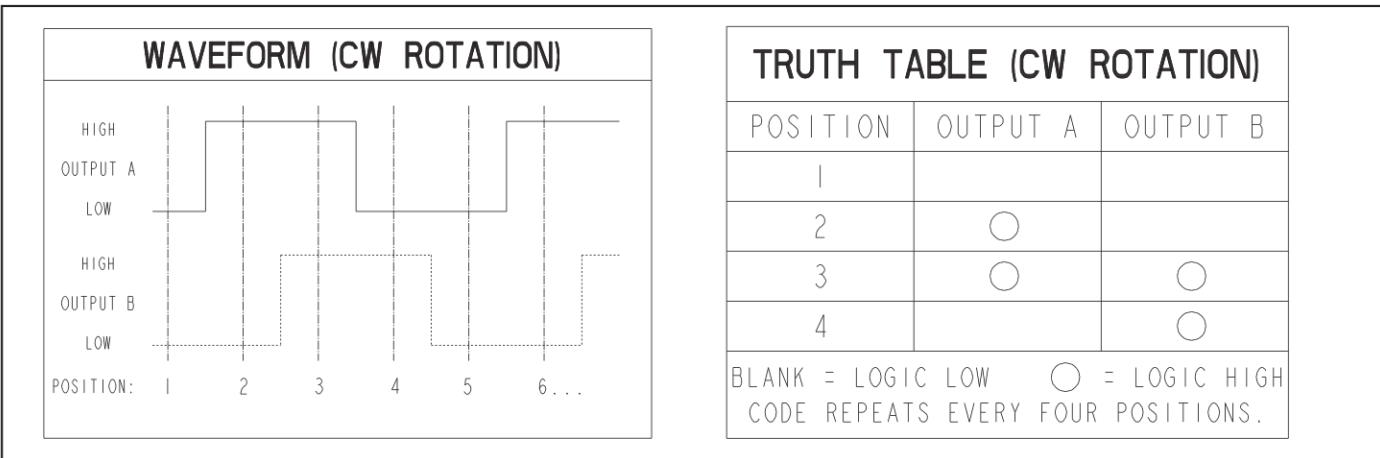 WAVEFORM (CW ROTATION)
HIGH
OUTPUT A
LOW
HIGH
OUTPUT B
LOW
POSITION: 1 2 3 4 5 6...
TRUTH TABLE (CW ROTATION)
POSITION OUTPUT A OUTPUT B
1
2
3
4
BLANK = LOGIC LOW ○ = LOGIC HIGH
CODE REPEATS EVERY FOUR POSITIONS.